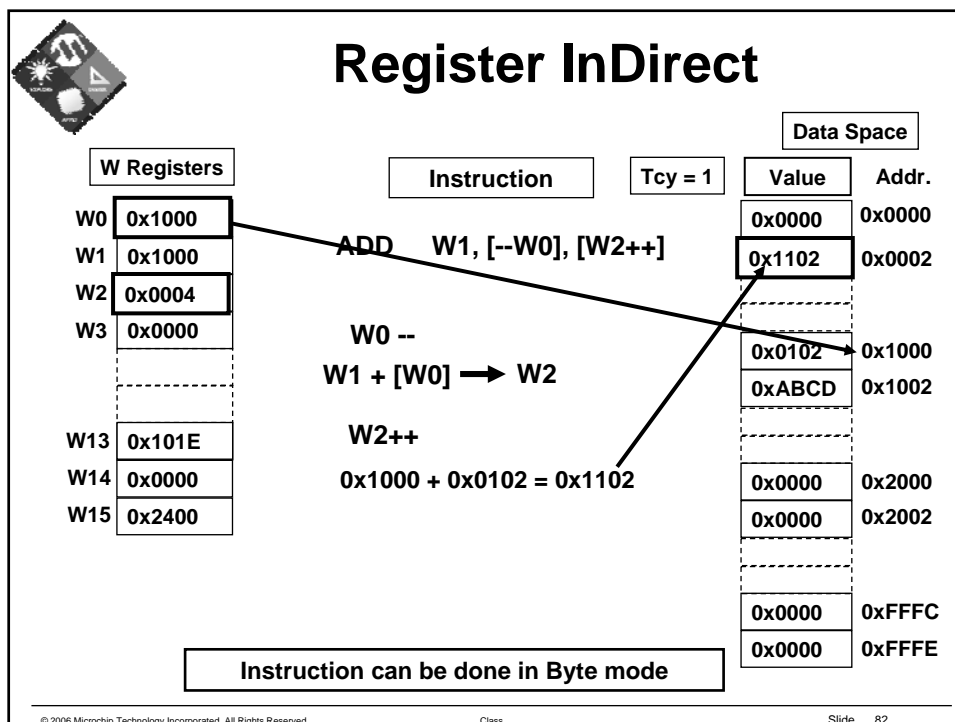 Register InDirect
Data Space
W Registers
Instruction
Tcy = 1
Value Addr.
W0 0x1000
0x0000 0x0000
W1 0x1000
ADD W1, [--W0], [W2++]
0x1102 0x0002
W2 0x0004
W3 0x0000
W0 --
0x0102 0x1000
W1 + [W0] W2
0xABCD 0x1002
W13 0x101E
W2++
W14 0x0000
0x1000 + 0x0102 = 0x1102
0x0000 0x2000
W15 0x2400
0x0000 0x2002
0x0000 0xFFFC
0x0000 0xFFFE
Instruction can be done in Byte mode
© 2006 Microchip Technology Incorporated. All Rights Reserved. Class Slide 82